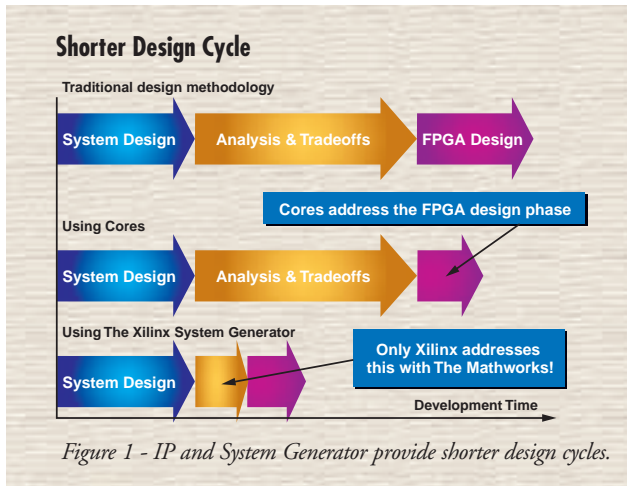 Shorter Design Cycle
Traditional design methodology
System Design
Analysis & Tradeoffs
FPGA Design
Cores address the FPGA design phase
Using Cores
System Design
Analysis & Tradeoffs
Using The Xilinx System Generator
System Design
Only Xilinx addresses
this with The Mathworks!
Development Time
Figure 1 - IP and System Generator provide shorter design cycles.